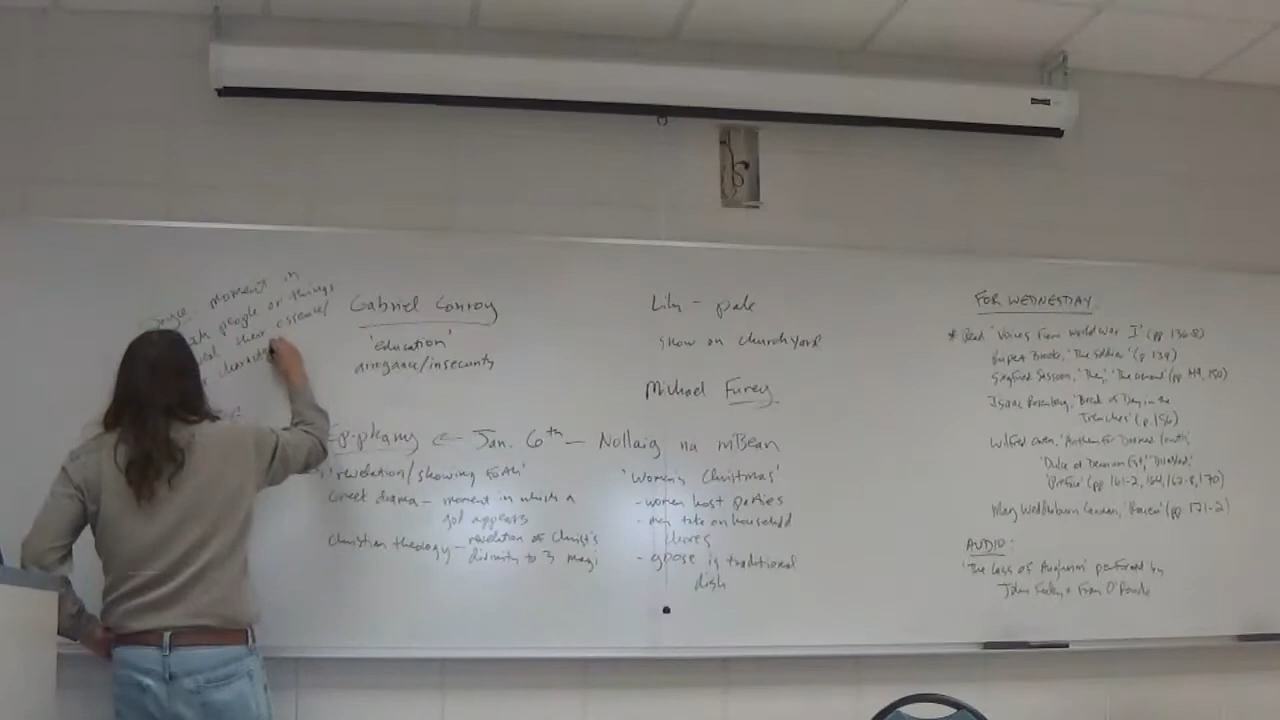 Joyce moment in
people or things
their essence/
Gabriel Conroy
'education'
arrogance/insecurity
Lily - pale
snow on churchyard
Michael Furey
Ep-phany <- Jan. 6th - Nollaig na mBean
'revelation/showing forth'
Greek drama - moment in which a
god appears
Christian theology - revelation of Christ's
divinity to 3 magi
'Women's Christmas'
- women host parties
- men take on household
chores
- goose is traditional
dish
FOR WEDNESDAY
* Read 'Voices from World War I' (pp 136-8)
Rupert Brooke, 'The Soldier' (p. 139)
Siegfried Sassoon, 'They,' 'The General' (pp. 149, 150)
Isaac Rosenberg, 'Break of Day in the
Trenches' (p. 156)
Wilfred Owen, 'Anthem for Doomed Youth,'
'Dulce et Decorum Est,' 'Disabled,'
'Preface' (pp 161-2, 164, 167-8, 170)
May Wedderburn Cannan, 'Rouen' (pp. 171-2)
AUDIO:
'The Lass of Aughrim' performed by
John Feeley + Fran O'Rourke